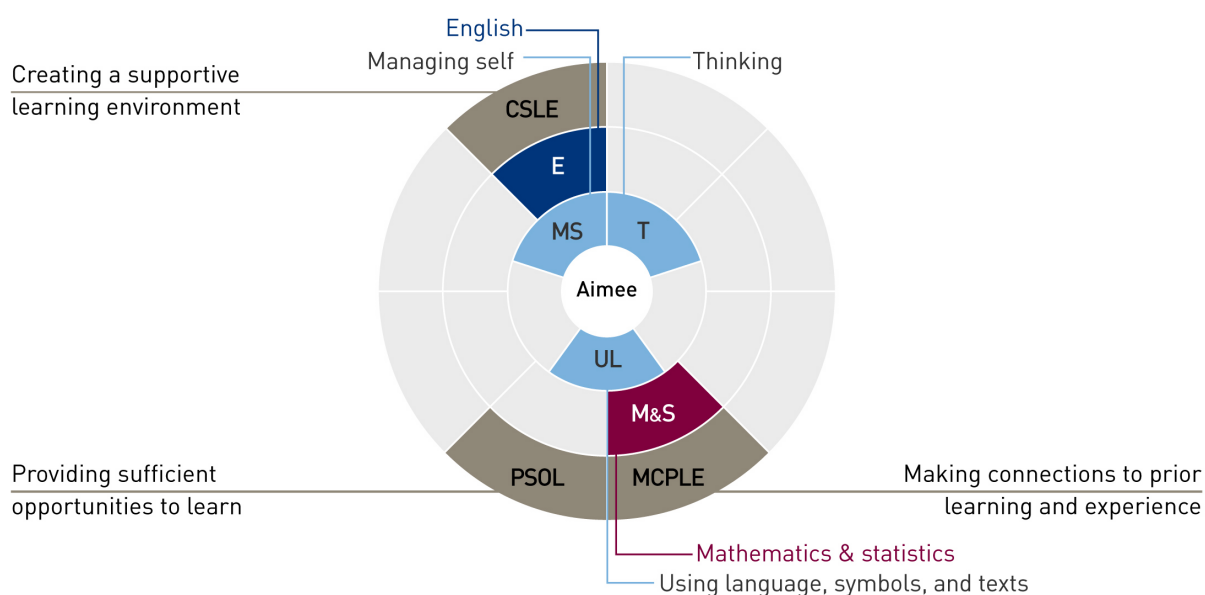 English
Managing self
Thinking
Creating a supportive
learning environment
CSLE
E
MS
T
Aimee
UL
M&S
PSOL
MCPLE
Providing sufficient
opportunities to learn
Making connections to prior
learning and experience
Mathematics & statistics
Using language, symbols, and texts